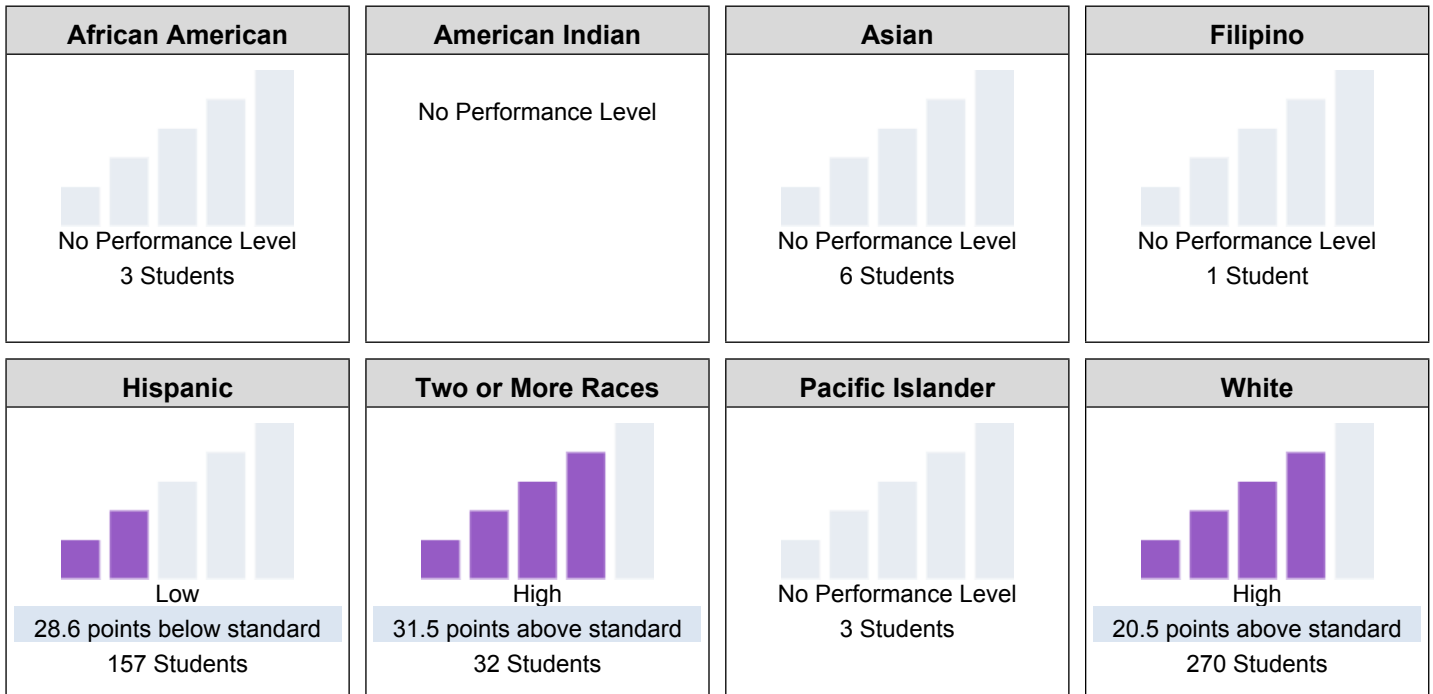 African American
No Performance Level
3 Students
American Indian
No Performance Level
Asian
No Performance Level
6 Students
Filipino
No Performance Level
1 Student
Hispanic
Low
28.6 points below standard
157 Students
Two or More Races
High
31.5 points above standard
32 Students
Pacific Islander
No Performance Level
3 Students
White
High
20.5 points above standard
270 Students